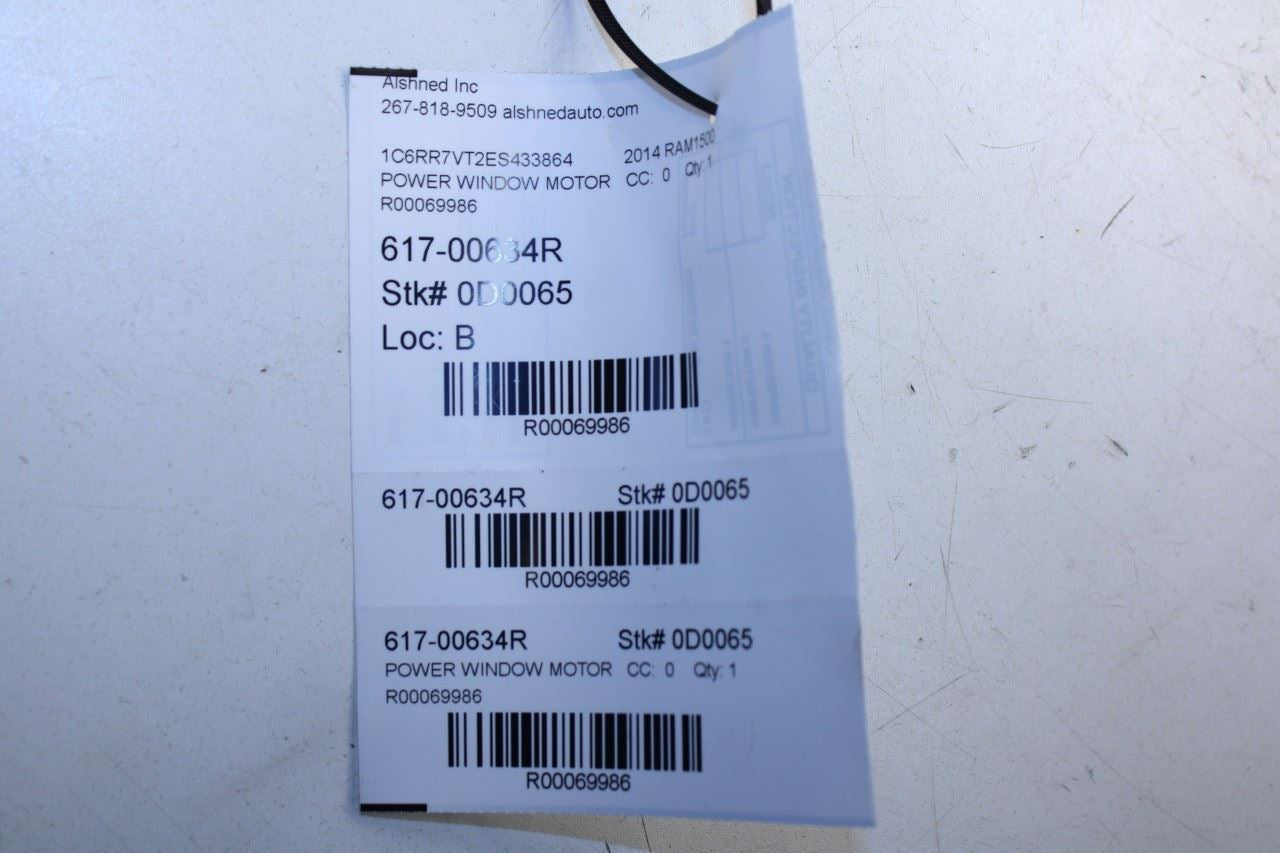 Alshned Inc
267-818-9509 alshnedauto.com
1C6RR7VT2ES433864 2014 RAM1500
POWER WINDOW MOTOR CC: 0 Qty: 1
R00069986
617-00634R
Stk# 0D0065
Loc: B
R00069986
617-00634R Stk# 0D0065
R00069986
617-00634R Stk# 0D0065
POWER WINDOW MOTOR CC: 0 Qty: 1
R00069986
R00069986
QUALITY INSPECTION